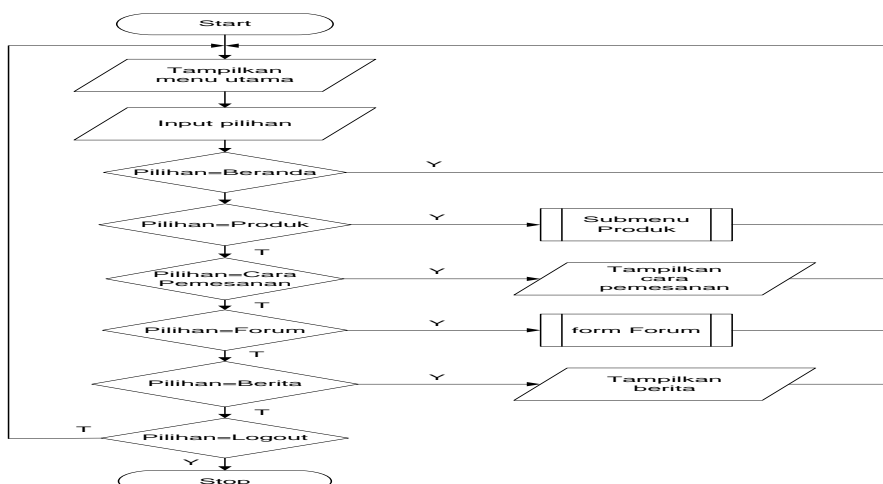 Start
Tampilkan
menu utama
Input pilihan
Pilihan=Beranda
Y
Pilihan=Produk
Y
Submenu
Produk
T
Pilihan=Cara
Pemesanan
Y
Tampilkan
cara
pemesanan
T
Pilihan=Forum
Y
form Forum
T
Pilihan=Berita
Y
Tampilkan
berita
T
Pilihan=Logout
T
Y
Stop